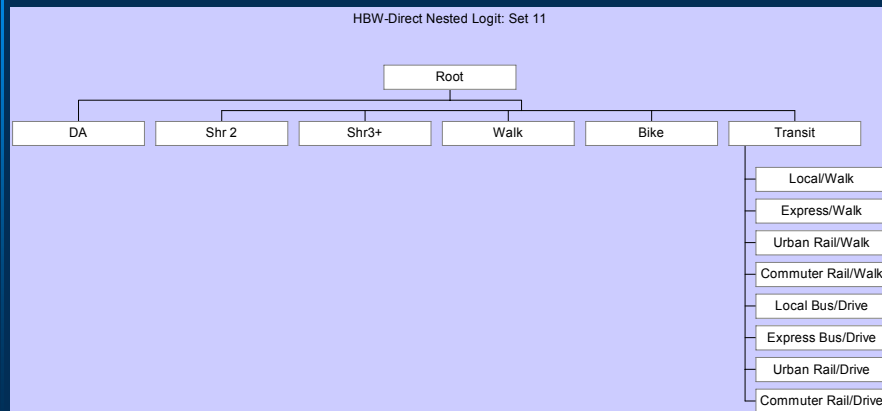 HBW-Direct Nested Logit: Set 11
Root
DA
Shr 2
Shr3+
Walk
Bike
Transit
Local/Walk
Express/Walk
Urban Rail/Walk
Commuter Rail/Walk
Local Bus/Drive
Express Bus/Drive
Urban Rail/Drive
Commuter Rail/Drive